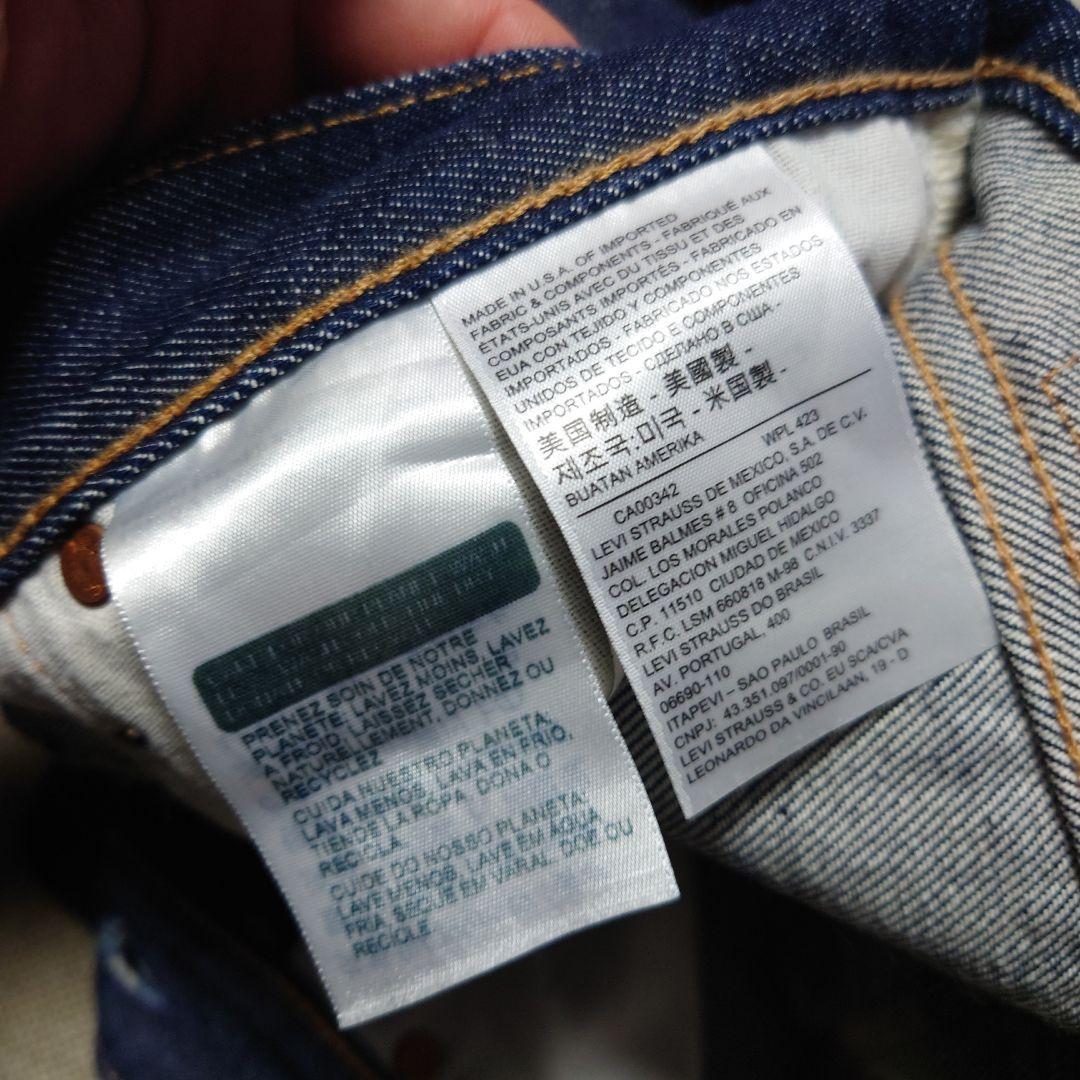 MADE IN U.S.A. OF IMPORTED
FABRIC & COMPONENTS - FABRIQUÉ AUX
ÉTATS-UNIS AVEC DU TISSU ET DES
COMPOSANTS IMPORTÉS - FABRICADO EN
EUA CON TEJIDO Y COMPONENTES
IMPORTADOS - FABRICADO NOS ESTADOS
UNIDOS DE TECIDO E COMPONENTES
IMPORTADOS - СДЕЛАНО В США -
美国制造 - 美國製 -
제조국:미국 - 米国製 -
BUATAN AMERIKA WPL 423
CA00342
LEVI STRAUSS DE MEXICO, S.A. DE C.V.
JAIME BALMES # 8 OFICINA 502
COL. LOS MORALES POLANCO
DELEGACION MIGUEL HIDALGO
C.P. 11510 CIUDAD DE MEXICO
R.F.C. LSM 660818 M-98 C.N.I.V. 3337
LEVI STRAUSS DO BRASIL
AV. PORTUGAL, 400
06690-110
ITAPEVI – SAO PAULO BRASIL
CNPJ: 43.351.097/0001-90
LEVI STRAUSS & CO. EU SCA/CVA
LEONARDO DA VINCILAAN, 19 - D
PRENEZ SOIN DE NOTRE
PLANÈTE, LAVEZ MOINS, LAVEZ
À FROID, LAISSEZ SÉCHER
NATURELLEMENT, DONNEZ OU
RECYCLEZ
CUIDA NUESTRO PLANETA:
LAVA MENOS, LAVA EN FRÍO,
TIENDE LA ROPA, DONA O
RECICLA.
CUIDE DO NOSSO PLANETA:
LAVE MENOS, LAVE EM ÁGUA
FRIA, SEQUE EM VARAL, DOE OU
RECICLE.